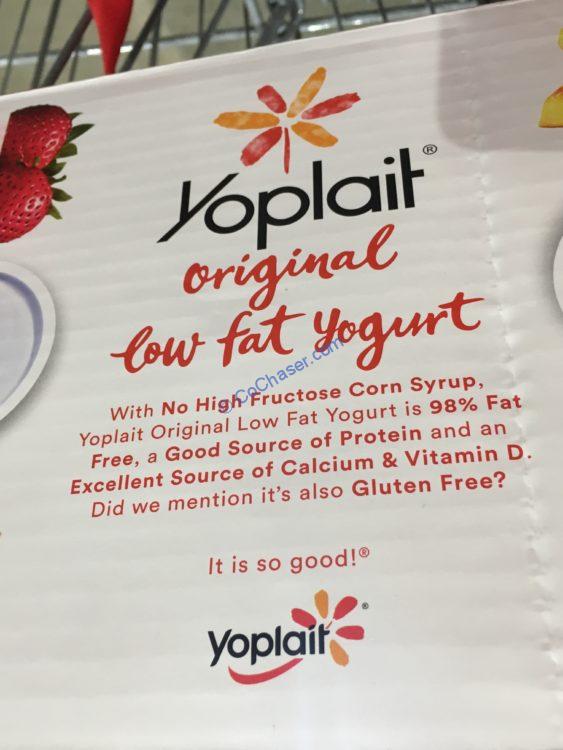 Yoplait®
original
low fat yogurt
© CoChaser.com
With No High Fructose Corn Syrup,
Yoplait Original Low Fat Yogurt is 98% Fat
Free, a Good Source of Protein and an
Excellent Source of Calcium & Vitamin D.
Did we mention it's also Gluten Free?
It is so good!®
yoplait®